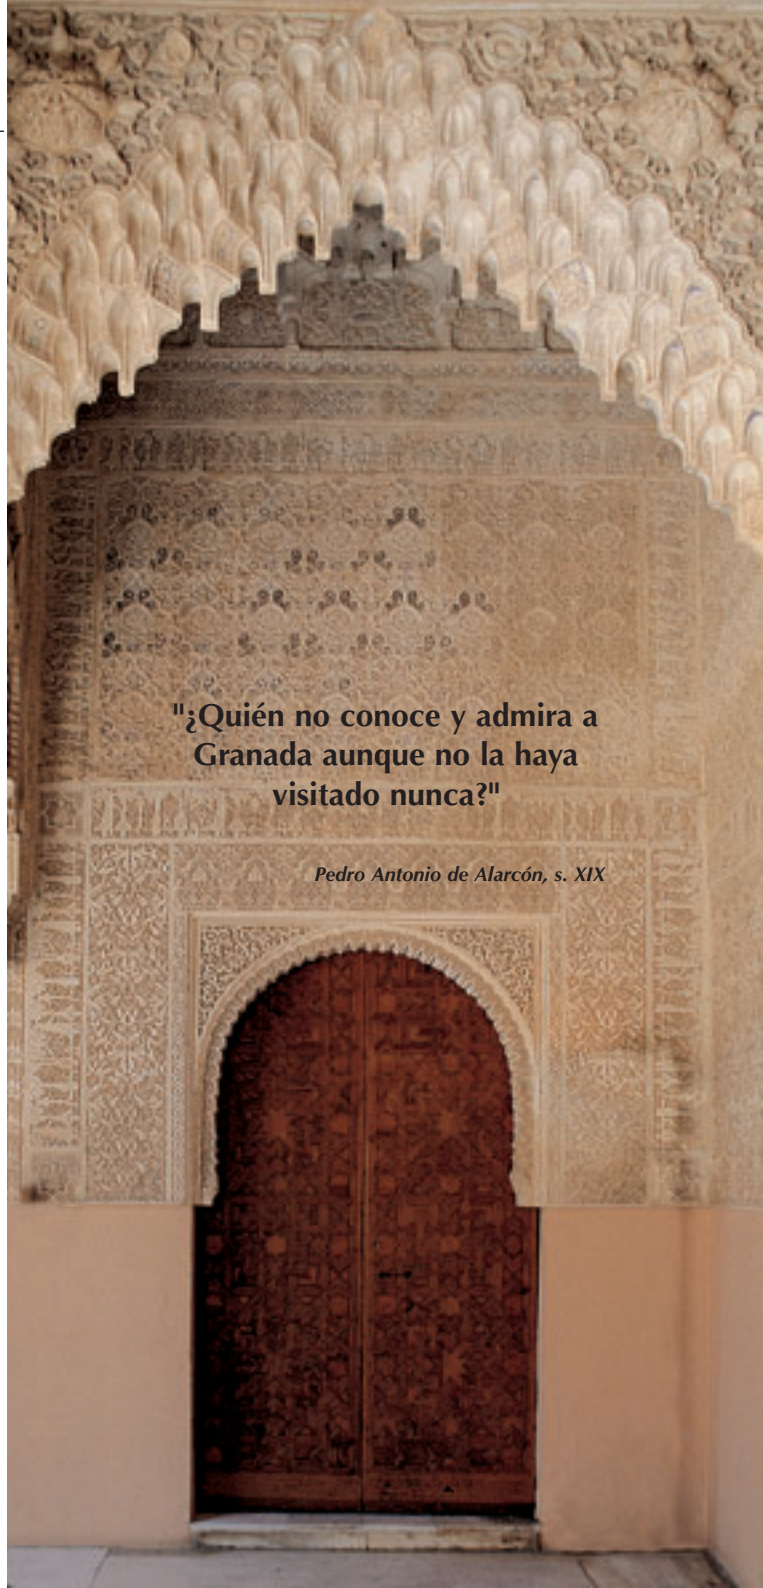 "¿Quién no conoce y admira a
Granada aunque no la haya
visitado nunca?"
Pedro Antonio de Alarcón, s. XIX